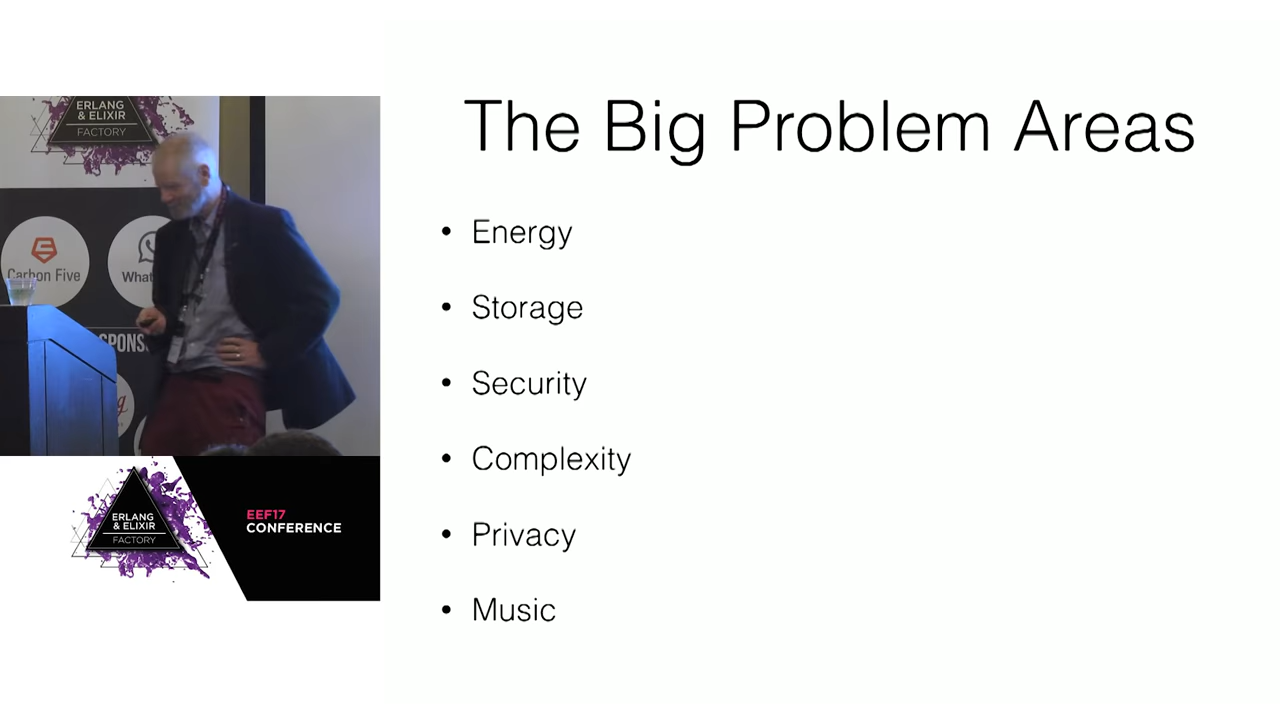 The Big Problem Areas
• Energy
• Storage
• Security
• Complexity
• Privacy
• Music
ERLANG
& ELIXIR
FACTORY
Carbon Five
What
SPONS
ERLANG
& ELIXIR
FACTORY
EEF17
CONFERENCE